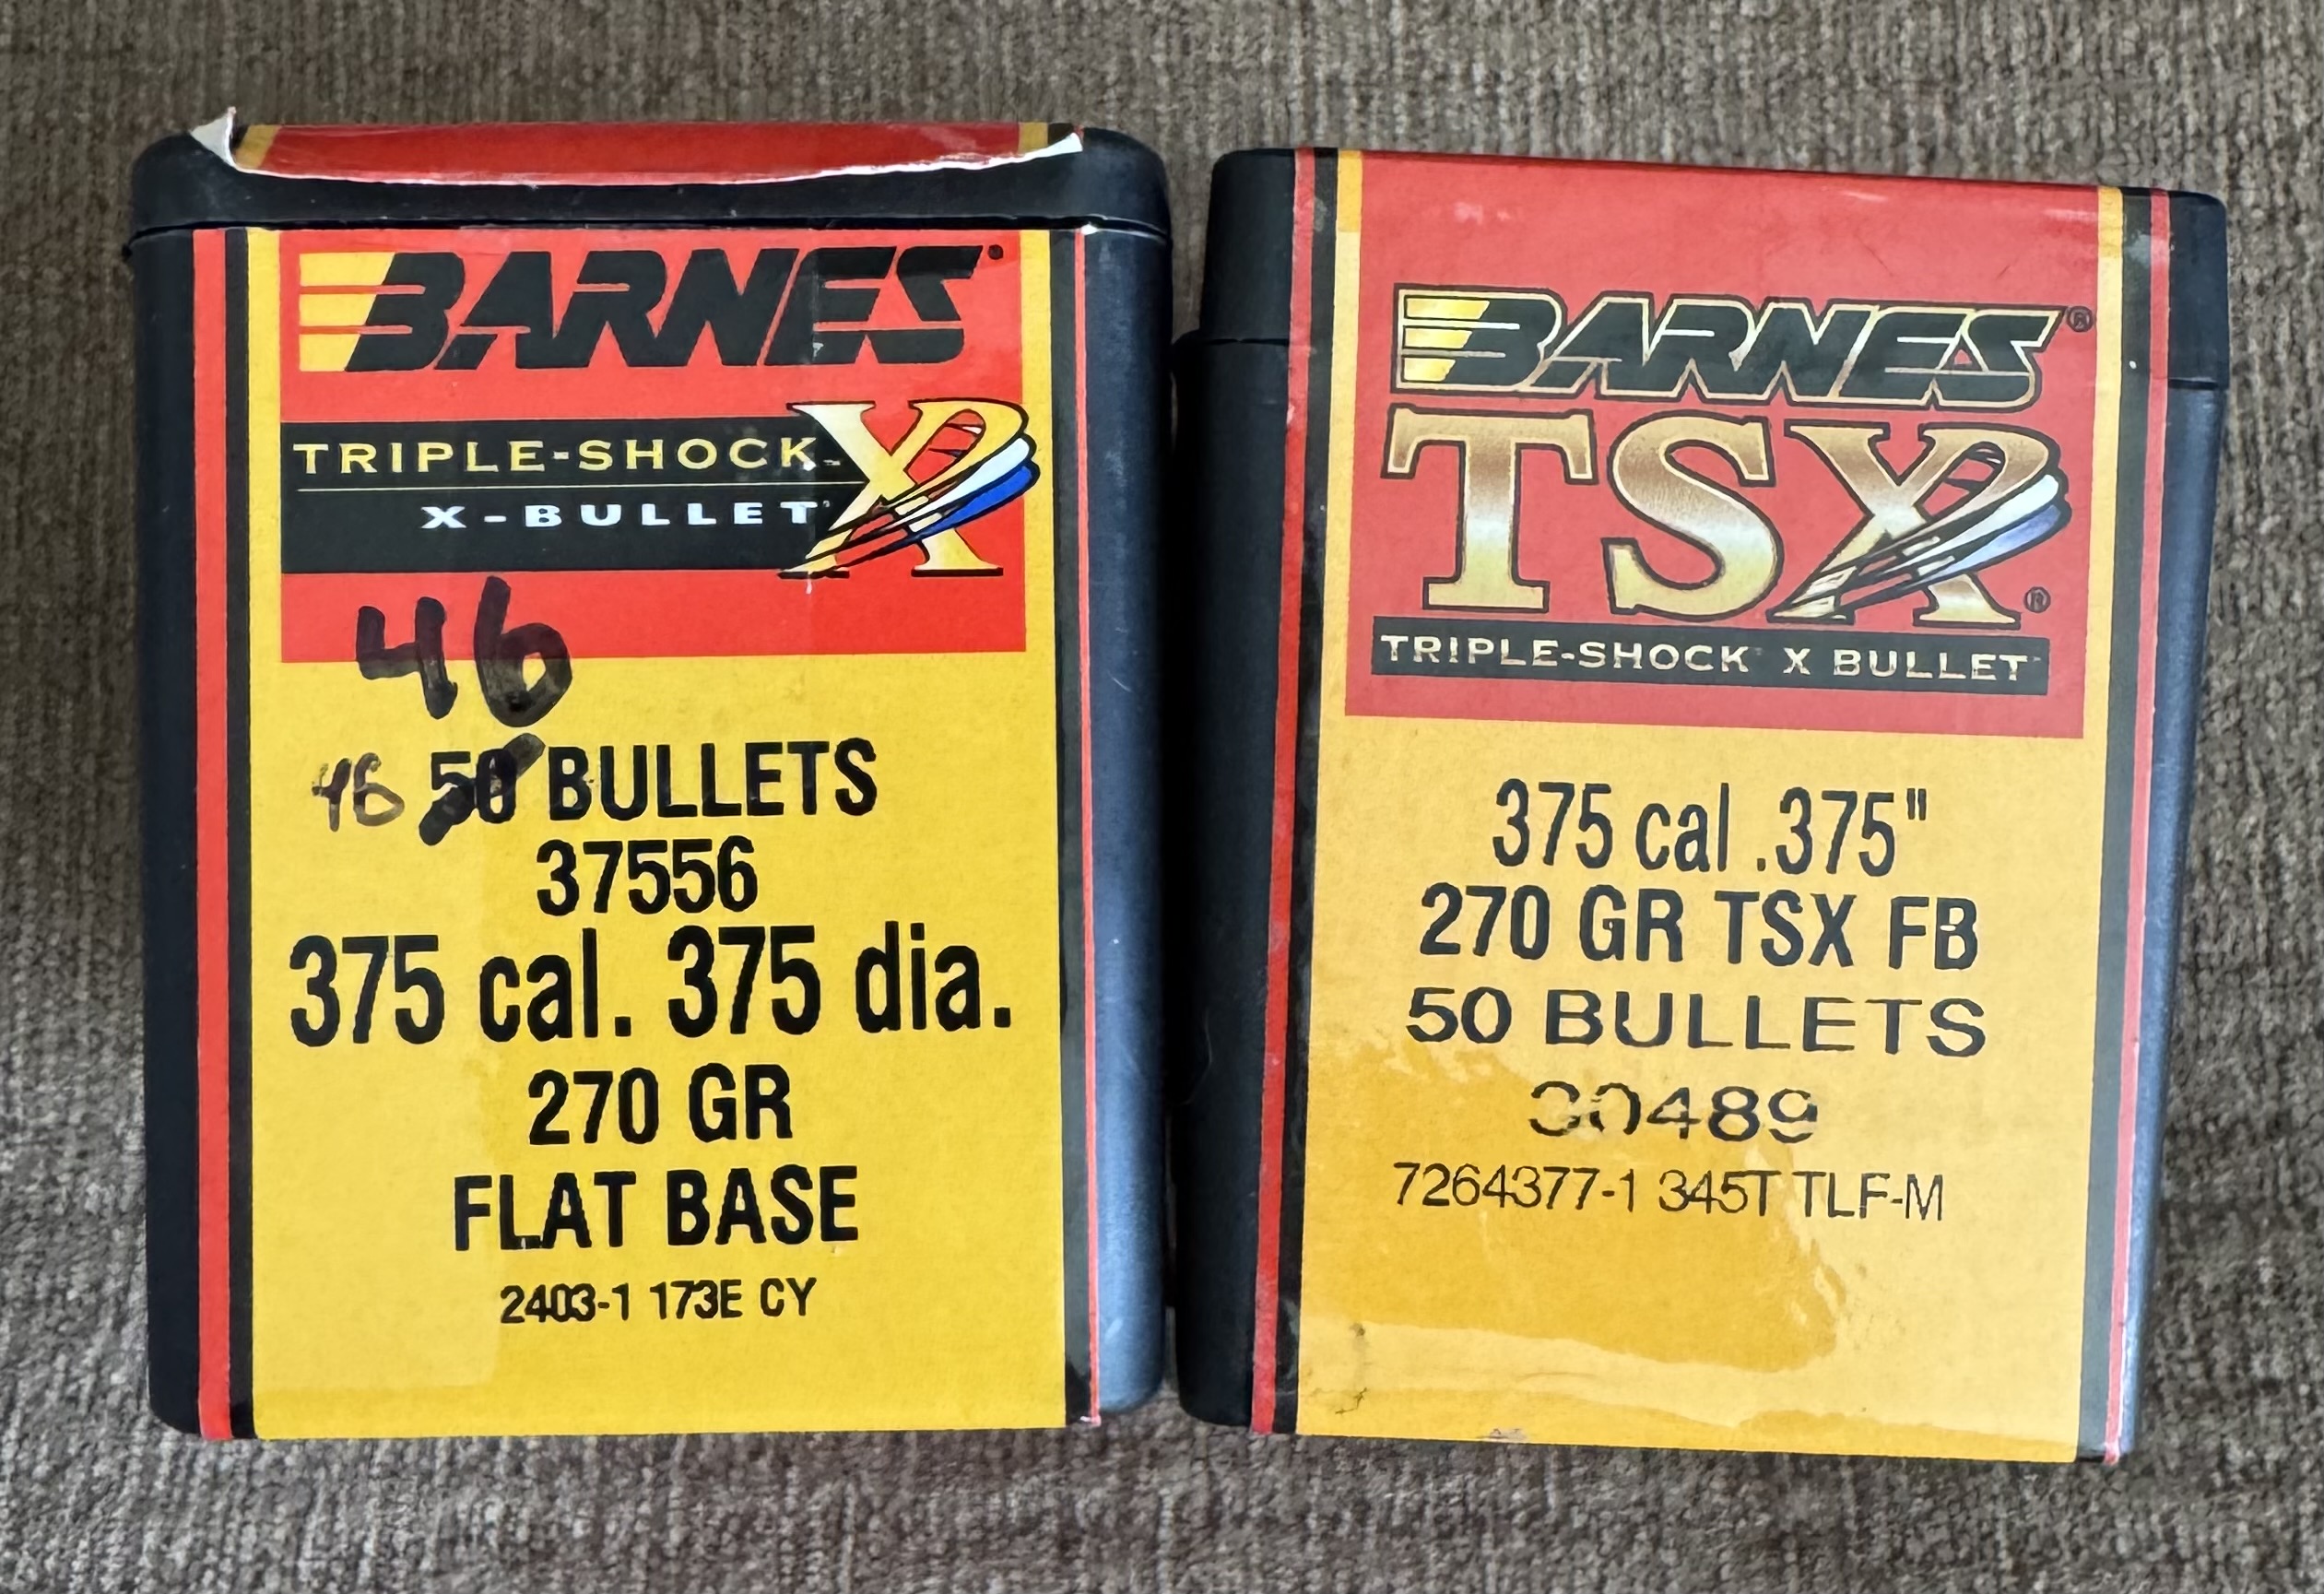 BARNES
TRIPLE-SHOCK™
X-BULLET
46
46 50 BULLETS
37556
375 cal. 375 dia.
270 GR
FLAT BASE
2403-1 173E CY
BARNES®
TSX®
TRIPLE-SHOCK X BULLET
375 cal .375"
270 GR TSX FB
50 BULLETS
30489
7264377-1 345T TLF-M